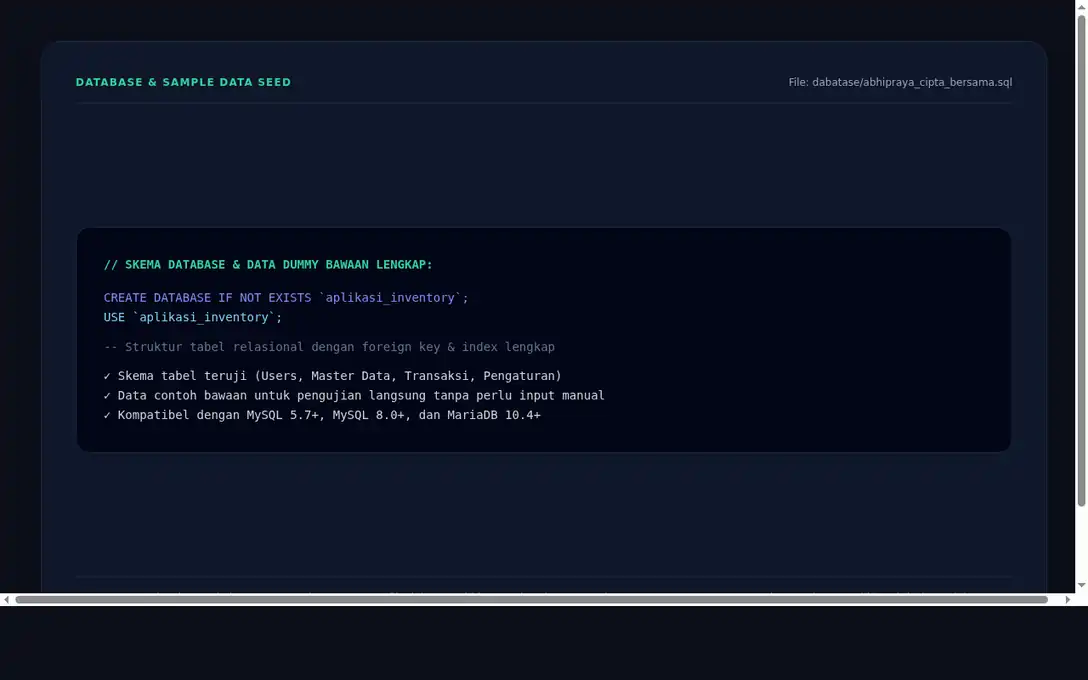 DATABASE & SAMPLE DATA SEED
File: dabatase/abhipraya_cipta_bersama.sql
// SKEMA DATABASE & DATA DUMMY BAWAAN LENGKAP:
CREATE DATABASE IF NOT EXISTS `aplikasi_inventory`;
USE `aplikasi_inventory`;
-- Struktur tabel relasional dengan foreign key & index lengkap
✓ Skema tabel teruji (Users, Master Data, Transaksi, Pengaturan)
✓ Data contoh bawaan untuk pengujian langsung tanpa perlu input manual
✓ Kompatibel dengan MySQL 5.7+, MySQL 8.0+, dan MariaDB 10.4+